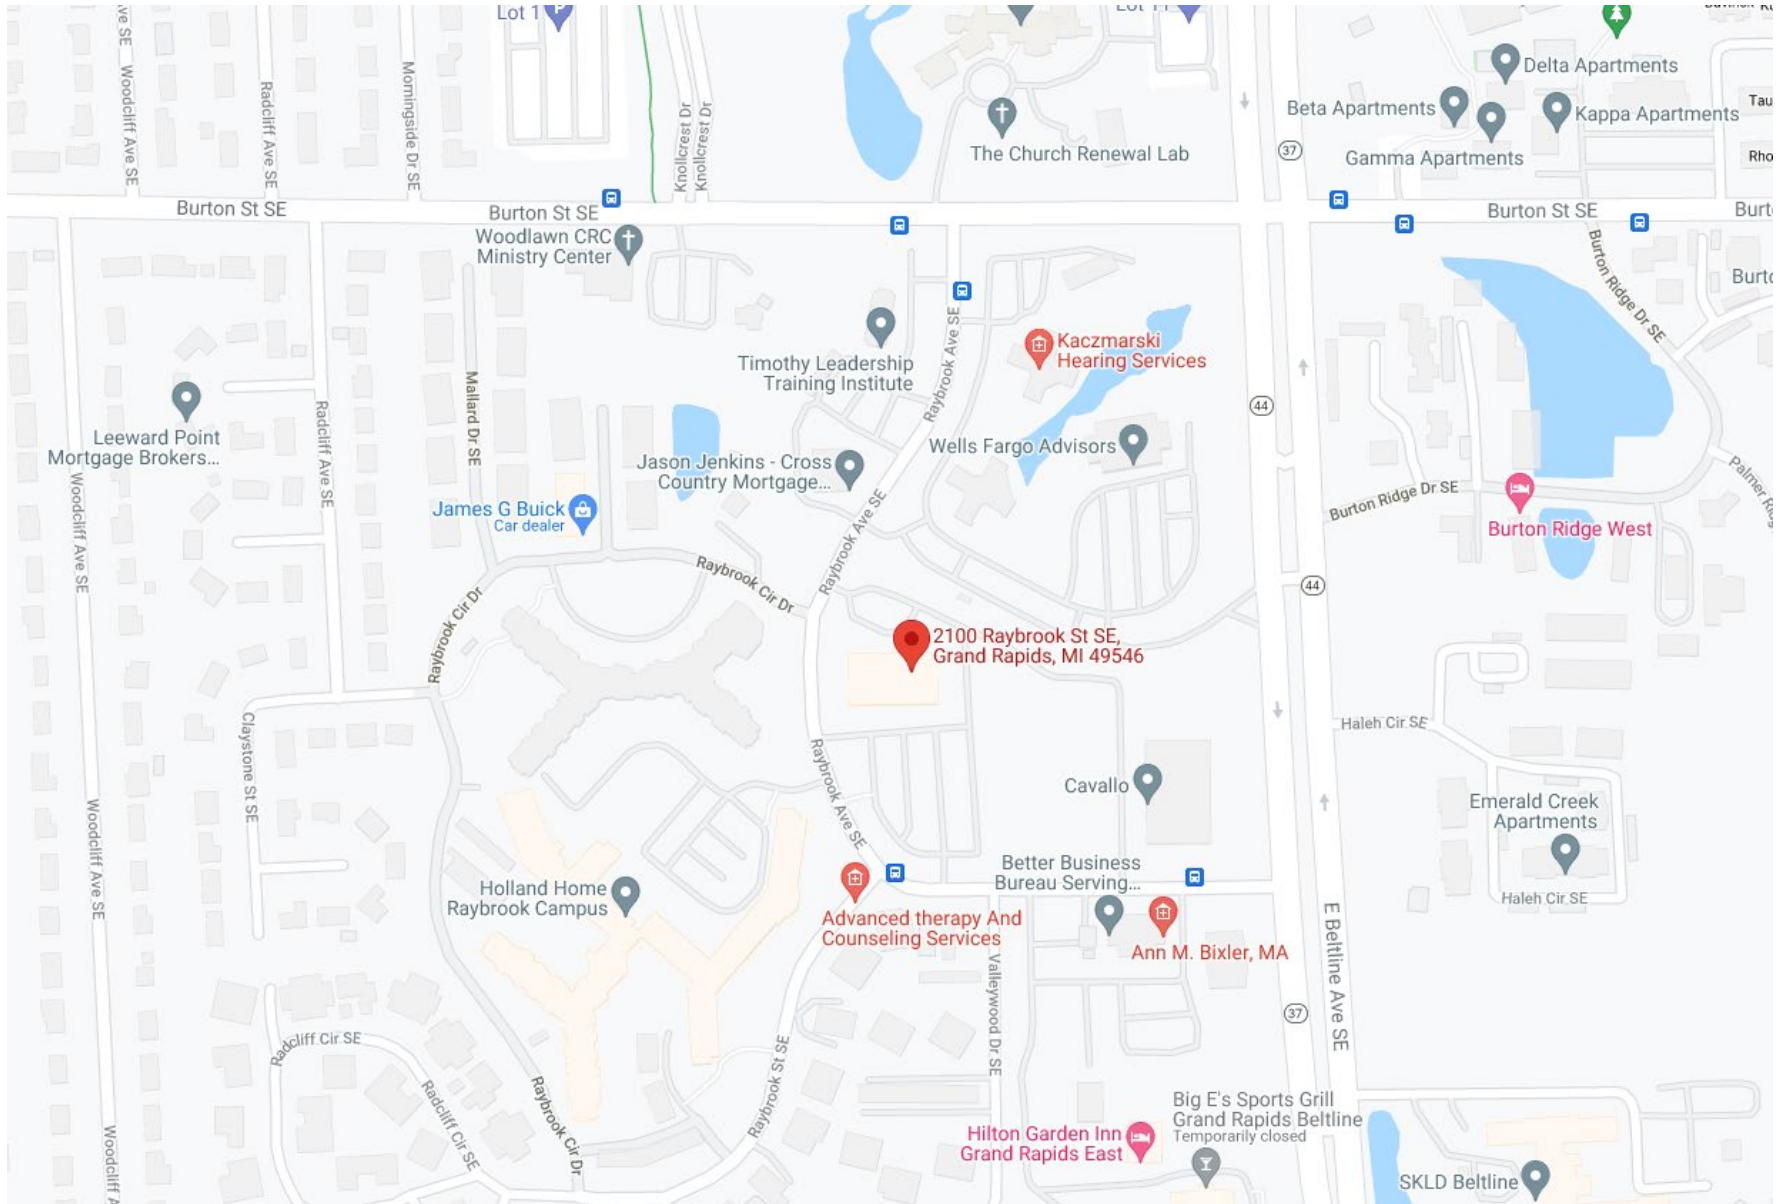 Lot 1
P
Woodcliff Ave SE
Radcliff Ave SE
Morningside Dr SE
Knollcrest Dr
Knollcrest Dr
The Church Renewal Lab
37
Delta Apartments
Beta Apartments
Kappa Apartments
Gamma Apartments
Tau
Rho
Burton St SE
Burton St SE
Burton St SE
Burt
Woodlawn CRC
Ministry Center
Burton Ridge Dr SE
Burto
Timothy Leadership
Training Institute
Raybrook Ave SE
Kaczmarski
Hearing Services
Mallard Dr SE
Leeward Point
Mortgage Brokers...
Radcliff Ave SE
44
Wells Fargo Advisors
Jason Jenkins - Cross
Country Mortgage...
James G Buick
Car dealer
Woodcliff Ave SE
Raybrook Ave SE
Burton Ridge Dr SE
Palmer Ridg
Burton Ridge West
Raybrook Cir Dr
Raybrook Cir Dr
44
2100 Raybrook St SE,
Grand Rapids, MI 49546
Claystone St SE
Raybrook Ave SE
Haleh Cir SE
Cavallo
Emerald Creek
Apartments
Woodcliff Ave SE
Holland Home
Raybrook Campus
Better Business
Bureau Serving...
Haleh Cir SE
Advanced therapy And
Counseling Services
Ann M. Bixler, MA
E Beltline Ave SE
Valleywood Dr SE
37
Radcliff Cir SE
Radcliff Cir SE
Raybrook Cir Dr
Raybrook St SE
Big E's Sports Grill
Grand Rapids Beltline
Temporarily closed
Hilton Garden Inn
Grand Rapids East
Woodcliff A
SKLD Beltline